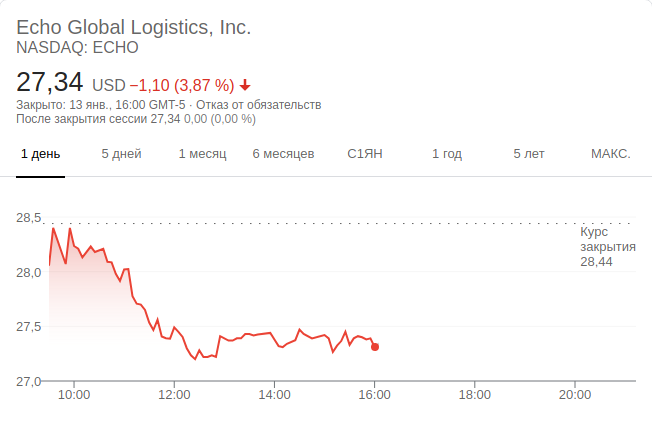 Echo Global Logistics, Inc.
NASDAQ: ECHO
27,34 USD −1,10 (3,87 %)
Закрыто: 13 янв., 16:00 GMT-5 · Отказ от обязательств
После закрытия сессии 27,34 0,00 (0,00 %)
1 день 5 дней 1 месяц 6 месяцев С1ЯН 1 год 5 лет МАКС.
28,5
Курс
закрытия
28,44
28,0
27,5
27,0
10:00 12:00 14:00 16:00 18:00 20:00